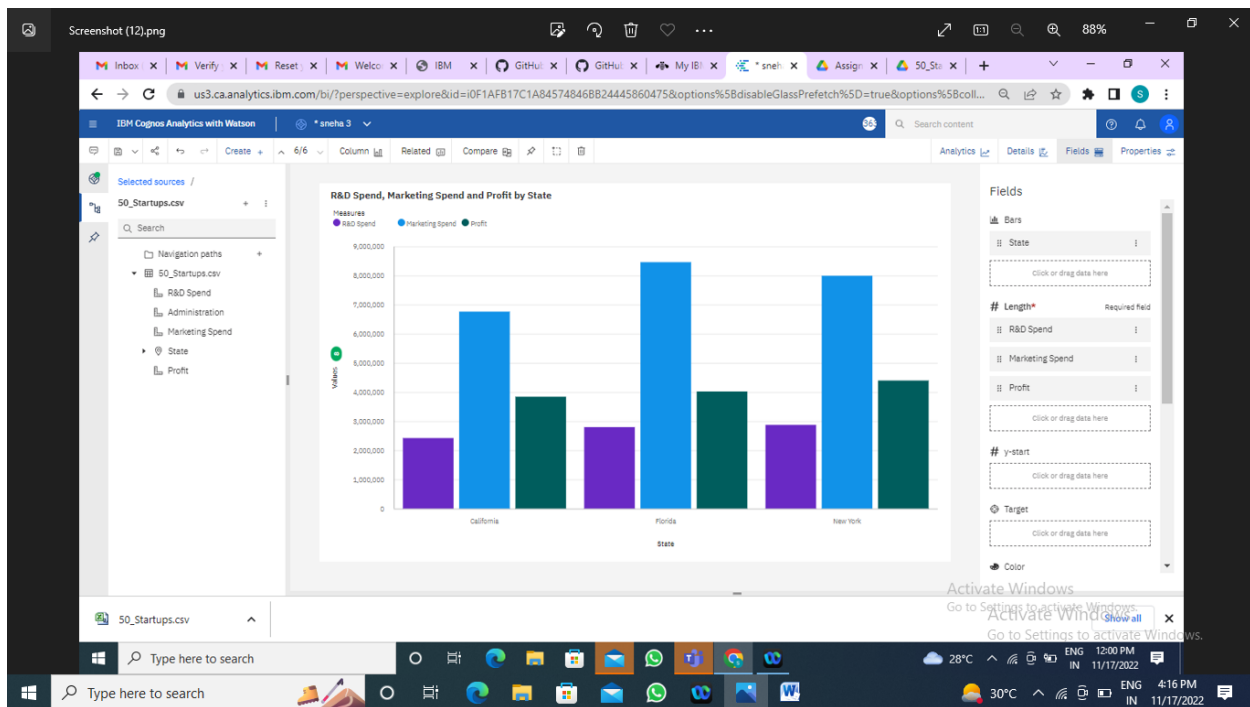 Screenshot (12).png
88%
Inbox
Verify
Reset
Welco
IBM
GitHub
GitHub
My IB
* sneh
Assign
50_Sta
us3.ca.analytics.ibm.com/bi/?perspective=explore&id=i0F1AFB17C1A84574846BB24445860475&options%5BdisableGlassPrefetch%5D=true&options%5Bcoll...
S
IBM Cognos Analytics with Watson
* sneha 3
Search content
Create +
6/6
Column
Related
Compare
Analytics
Details
Fields
Properties
Selected sources /
50_Startups.csv
Search
Navigation paths
50_Startups.csv
R&D Spend
Administration
Marketing Spend
State
Profit
R&D Spend, Marketing Spend and Profit by State
Measures
R&D Spend Marketing Spend Profit
9,000,000
8,000,000
7,000,000
6,000,000
5,000,000
4,000,000
3,000,000
2,000,000
1,000,000
0
Values
California Florida New York
State
Fields
Bars
State
Click or drag data here
# Length* Required field
R&D Spend
Marketing Spend
Profit
Click or drag data here
# y-start
Click or drag data here
Target
Click or drag data here
Color
Activate Windows
Go to Settings to activate Windows.
Activate Windows
Go to Settings to activate Windows.
50_Startups.csv
Show all
Type here to search
28°C
ENG
IN
12:00 PM
11/17/2022
Type here to search
30°C
ENG
IN
4:16 PM
11/17/2022